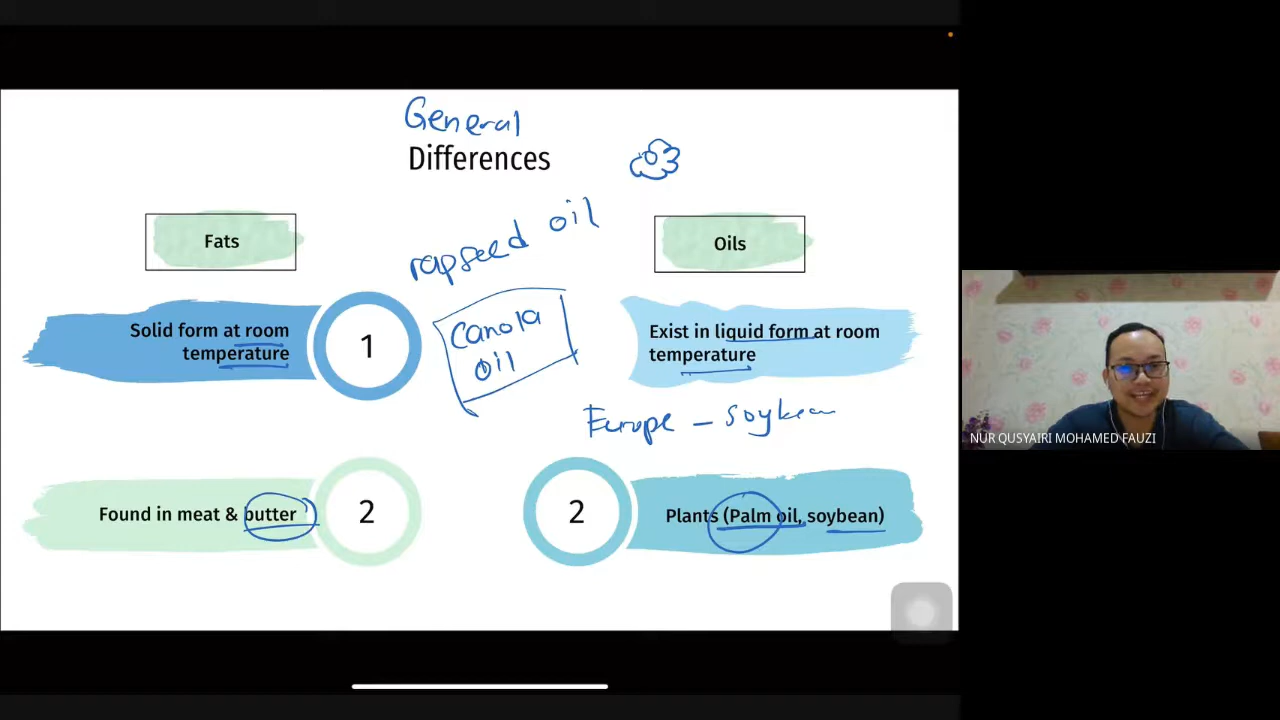 General
Differences
Fats
Oils
rapseed oil
Solid form at room
temperature
1
Canola
oil
Exist in liquid form at room
temperature
Europe - soybean
Found in meat & butter
2
2
Plants (Palm oil, soybean)
NUR QUSYAIRI MOHAMED FAUZI